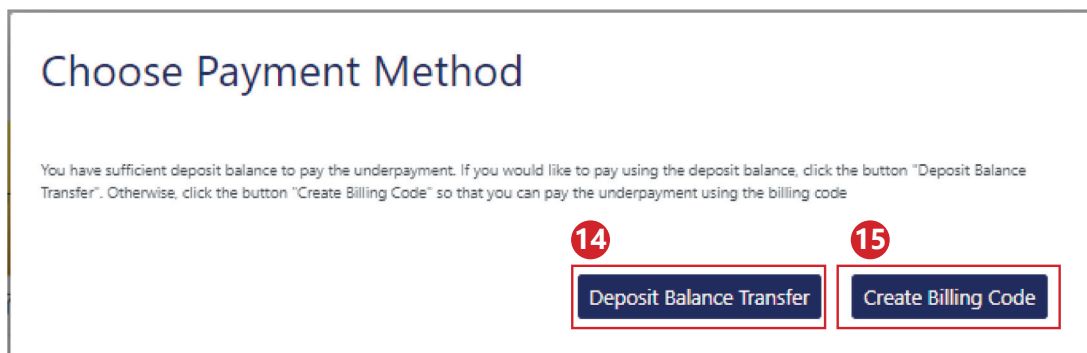 Choose Payment Method
You have sufficient deposit balance to pay the underpayment. If you would like to pay using the deposit balance, click the button "Deposit Balance
Transfer". Otherwise, click the button "Create Billing Code" so that you can pay the underpayment using the billing code
14 15
Deposit Balance Transfer Create Billing Code